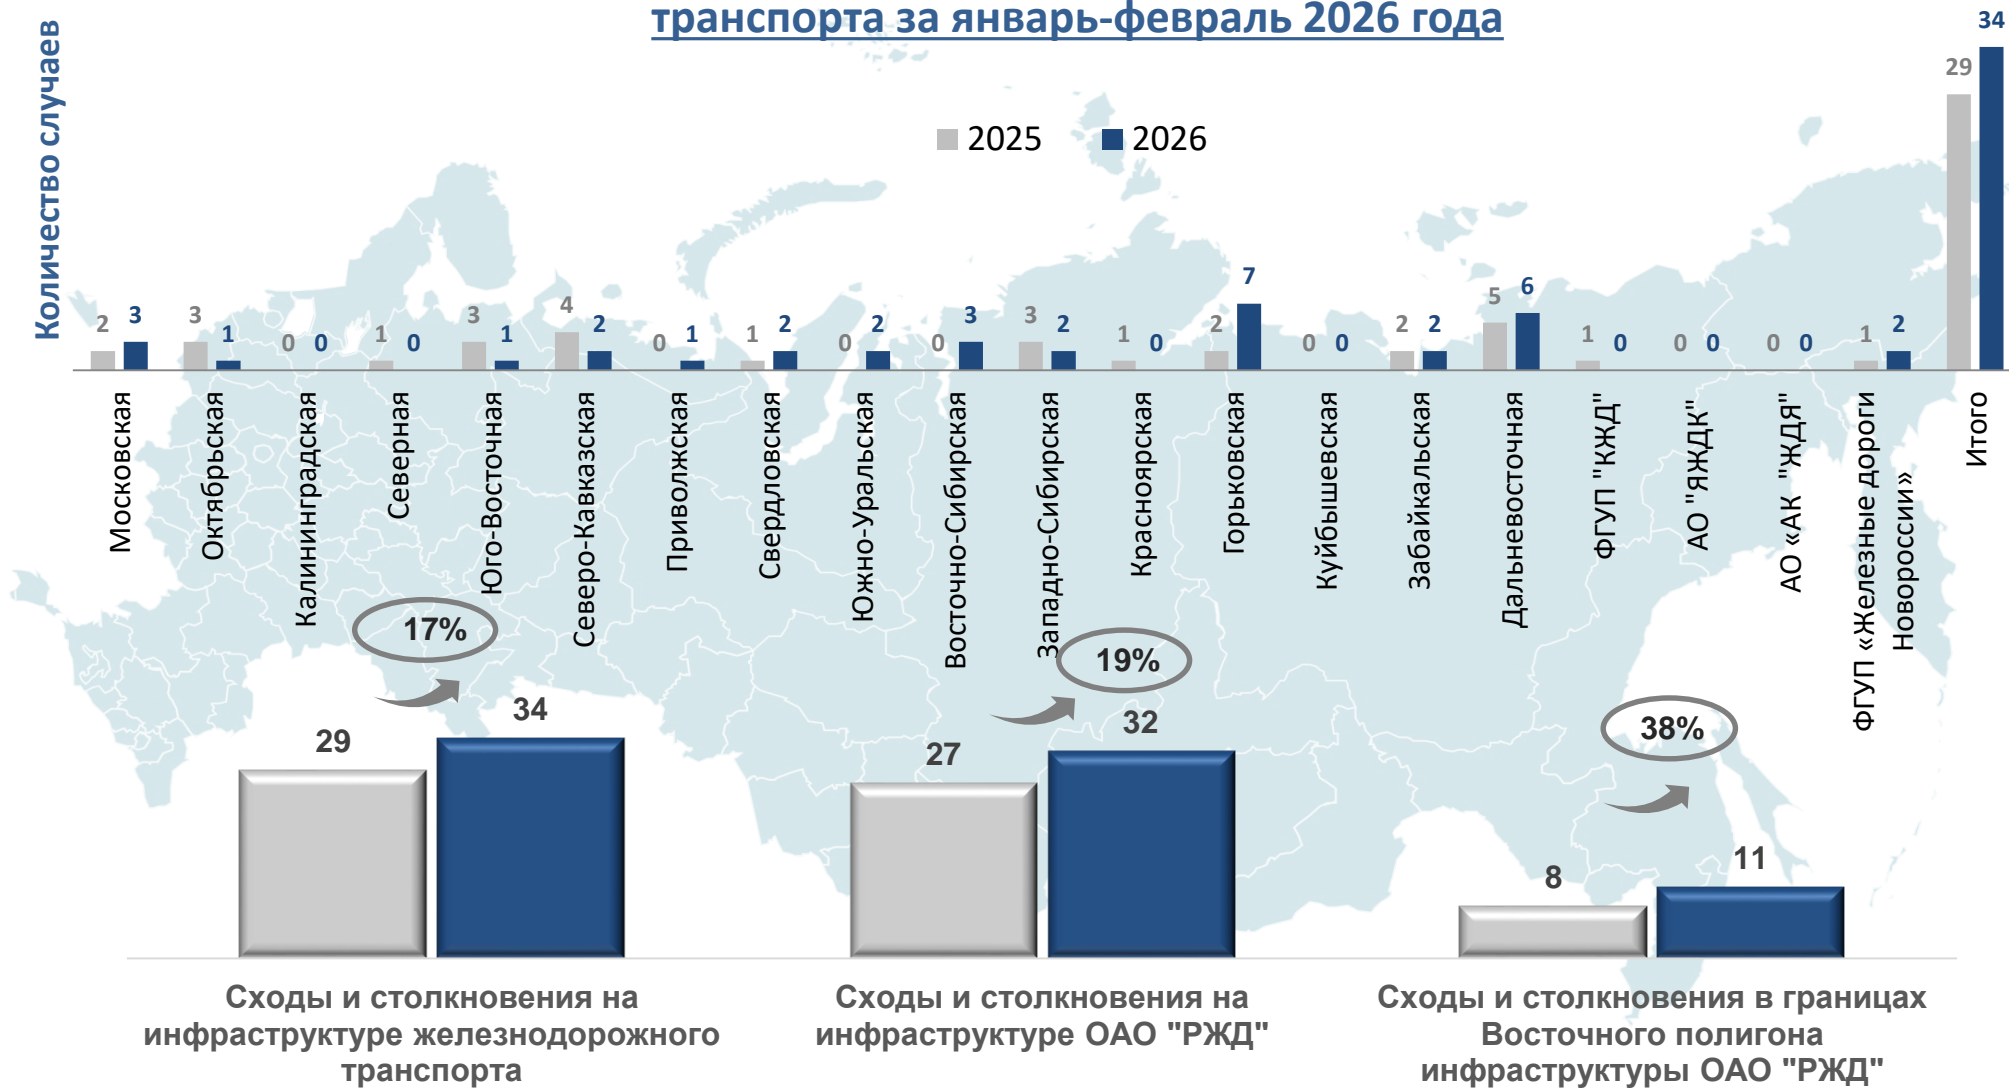 транспорта за январь-февраль 2026 года
Количество случаев
2025 2026
2 3 3 1 0 0 1 0 3 1 4 2 0 1 1 2 0 2 0 3 3 2 1 0 2 7 0 0 2 2 5 6 1 0 0 0 0 0 1 2 29 34
Московская
Октябрьская
Калининградская
Северная
Юго-Восточная
Северо-Кавказская
Приволжская
Свердловская
Южно-Уральская
Восточно-Сибирская
Западно-Сибирская
Красноярская
Горьковская
Куйбышевская
Забайкальская
Дальневосточная
ФГУП "КЖД"
АО "ЯЖДК"
АО «АК "ЖДЯ"
ФГУП «Железные дороги
Новороссии»
Итого
17%
29 34
Сходы и столкновения на
инфраструктуре железнодорожного
транспорта
19%
27 32
Сходы и столкновения на
инфраструктуре ОАО "РЖД"
38%
8 11
Сходы и столкновения в границах
Восточного полигона
инфраструктуры ОАО "РЖД"